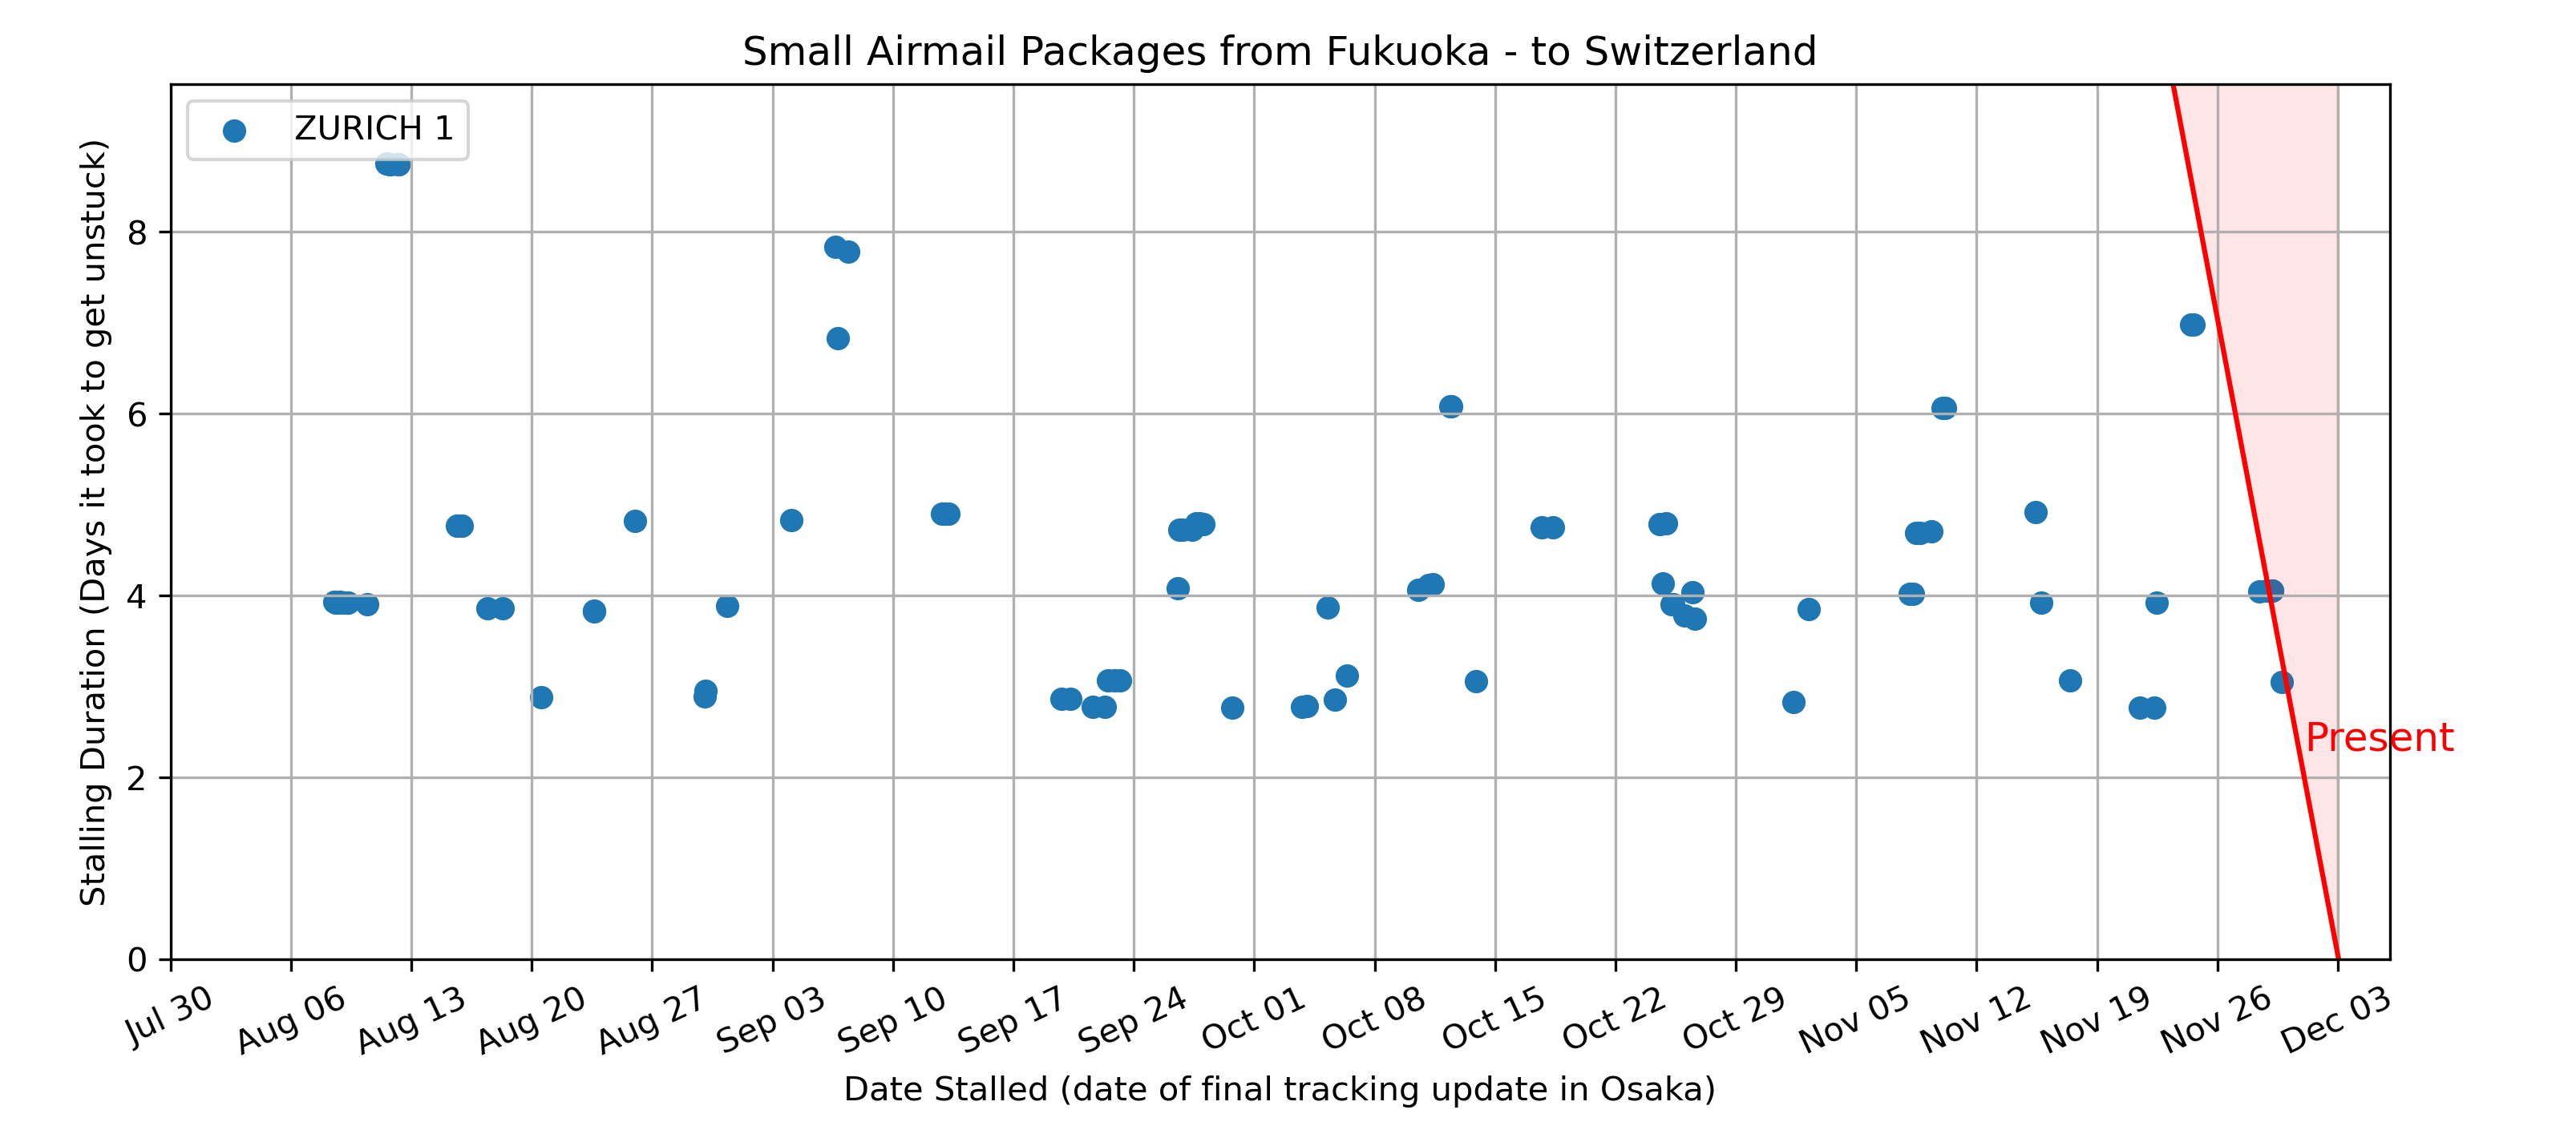 Small Airmail Packages from Fukuoka - to Switzerland
ZURICH 1
Stalling Duration (Days it took to get unstuck)
8
6
4
2
0
Present
Jul 30
Aug 06
Aug 13
Aug 20
Aug 27
Sep 03
Sep 10
Sep 17
Sep 24
Oct 01
Oct 08
Oct 15
Oct 22
Oct 29
Nov 05
Nov 12
Nov 19
Nov 26
Dec 03
Date Stalled (date of final tracking update in Osaka)